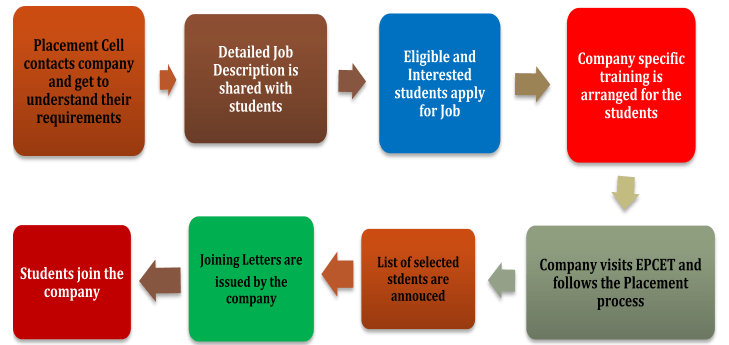 Placement Cell
contacts company
and get to
understand their
requirements
Detailed Job
Description is
shared with
students
Eligible and
Interested
students apply
for Job
Company specific
training is
arranged for the
students
Company visits EPCET and
follows the Placement
process
List of selected
stdents are
annouced
Joining Letters are
issued by the
company
Students join the
company